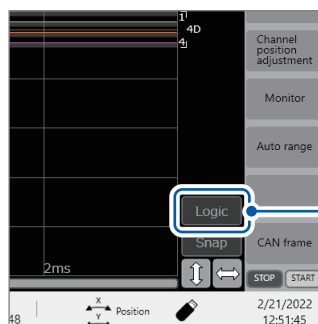 1
4D
4
Channel
position
adjustment
Monitor
Auto range
Logic
Snap
CAN frame
2ms
STOP START
48
X
Y
Position
2/21/2022
12:51:45